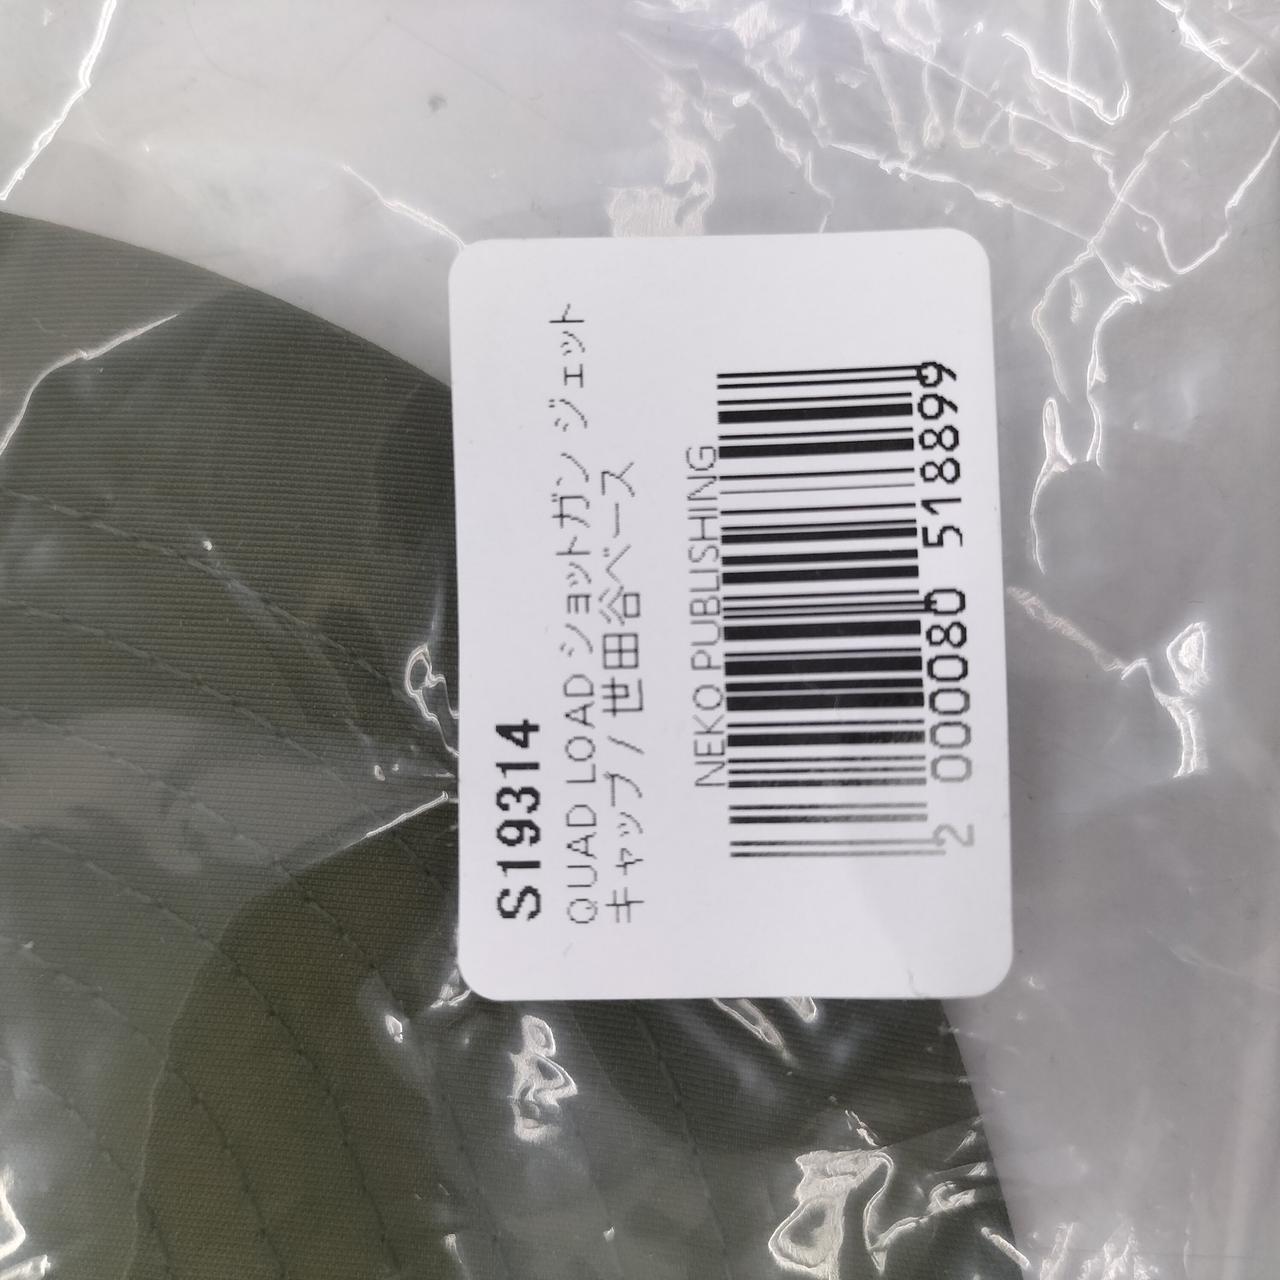 S19314
QUAD LOAD ショットガン ジェット
キャップ / 世田谷ベース
NEKO PUBLISHING
2 000080 518899